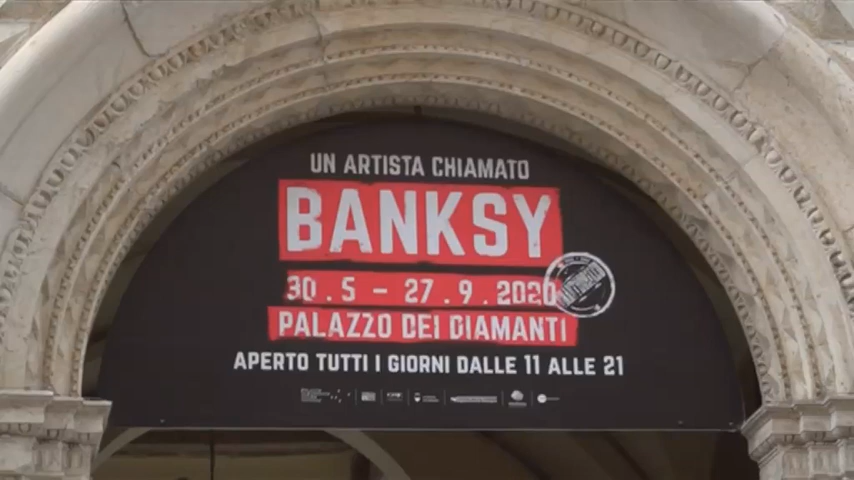 UN ARTISTA CHIAMATO
BANKSY
30.5 - 27.9.2020
PALAZZO DEI DIAMANTI
APERTO TUTTI I GIORNI DALLE 11 ALLE 21